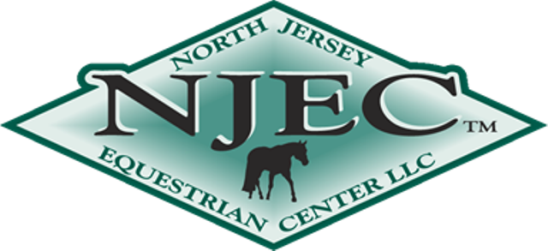 NORTH JERSEY
NJEC™
EQUESTRIAN CENTER LLC